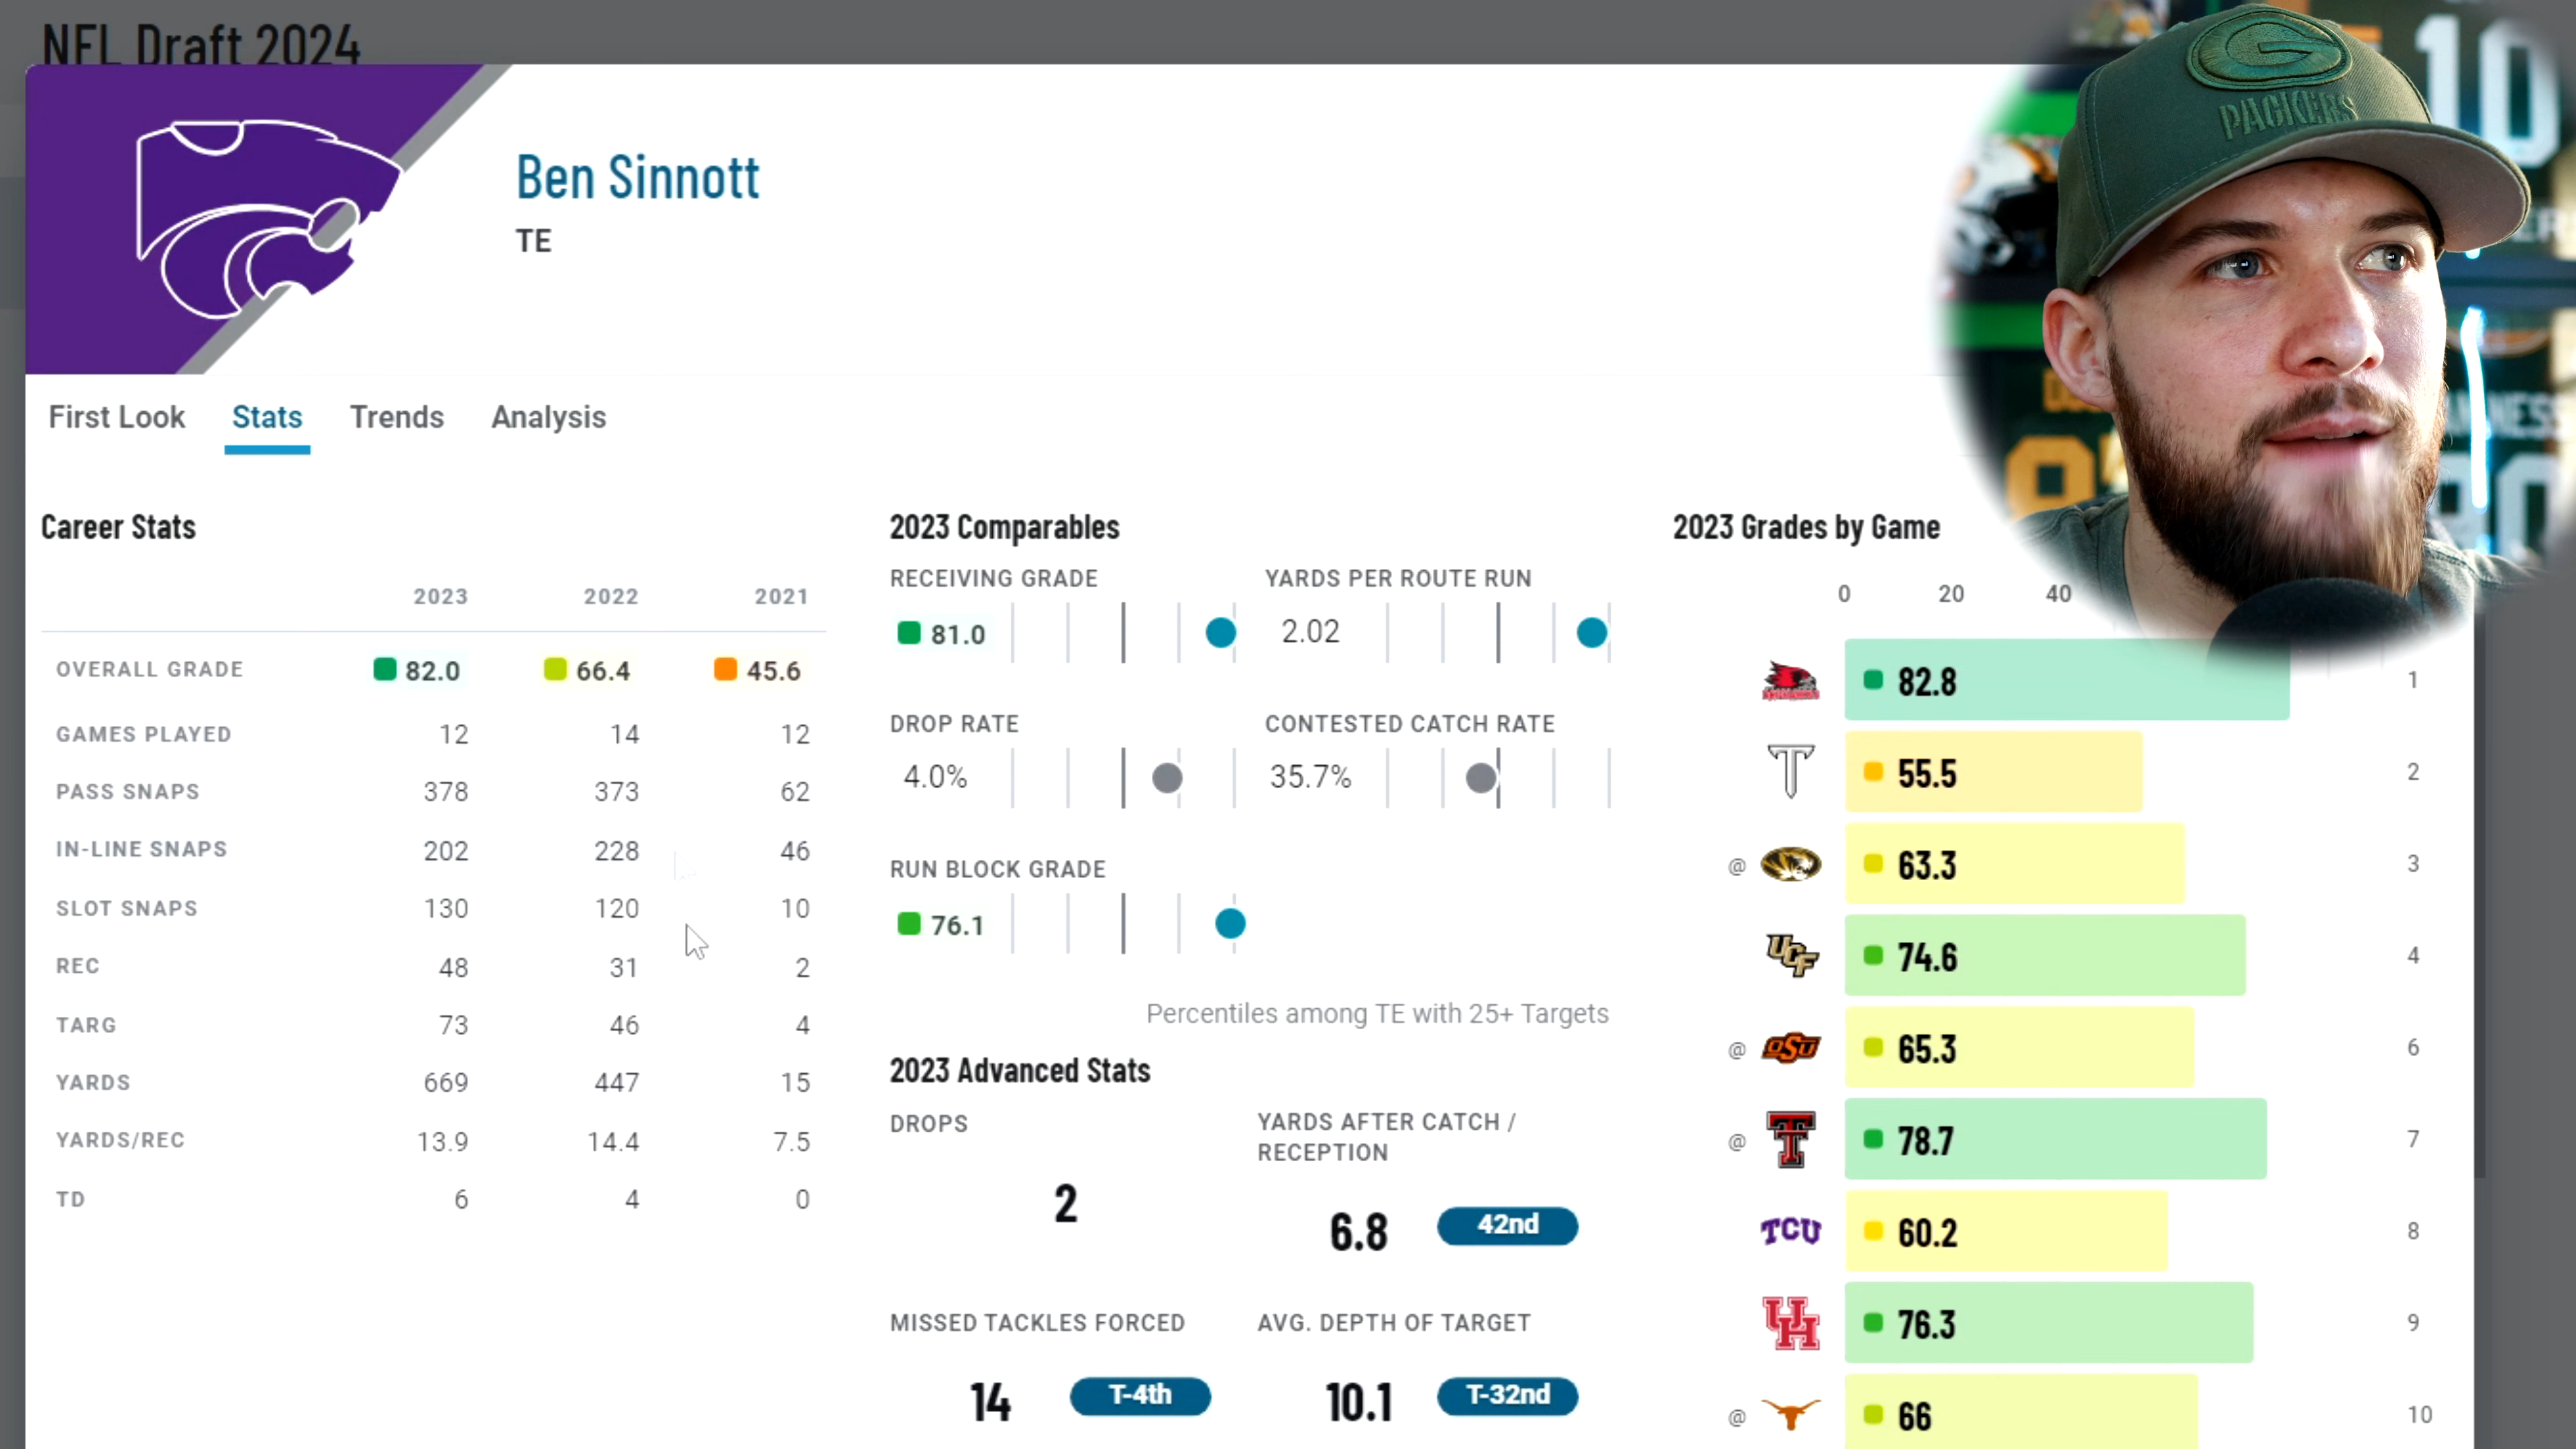 NFL Draft 2024
Ben Sinnott
TE
10
PACKERS
First Look Stats Trends Analysis
Career Stats
2023 2022 2021
OVERALL GRADE 82.0 66.4 45.6
GAMES PLAYED 12 14 12
PASS SNAPS 378 373 62
IN-LINE SNAPS 202 228 46
SLOT SNAPS 130 120 10
REC 48 31 2
TARG 73 46 4
YARDS 669 447 15
YARDS/REC 13.9 14.4 7.5
TD 6 4 0
2023 Comparables
RECEIVING GRADE YARDS PER ROUTE RUN
81.0 2.02
DROP RATE CONTESTED CATCH RATE
4.0% 35.7%
RUN BLOCK GRADE
76.1
Percentiles among TE with 25+ Targets
2023 Advanced Stats
DROPS
2
YARDS AFTER CATCH /
RECEPTION
6.8 42nd
MISSED TACKLES FORCED
14 T-4th
AVG. DEPTH OF TARGET
10.1 T-32nd
2023 Grades by Game
0 20 40
82.8 1
T 55.5 2
@ 63.3 3
UCF 74.6 4
@ OSU 65.3 6
@ T 78.7 7
TCU 60.2 8
UH 76.3 9
@ 66 10